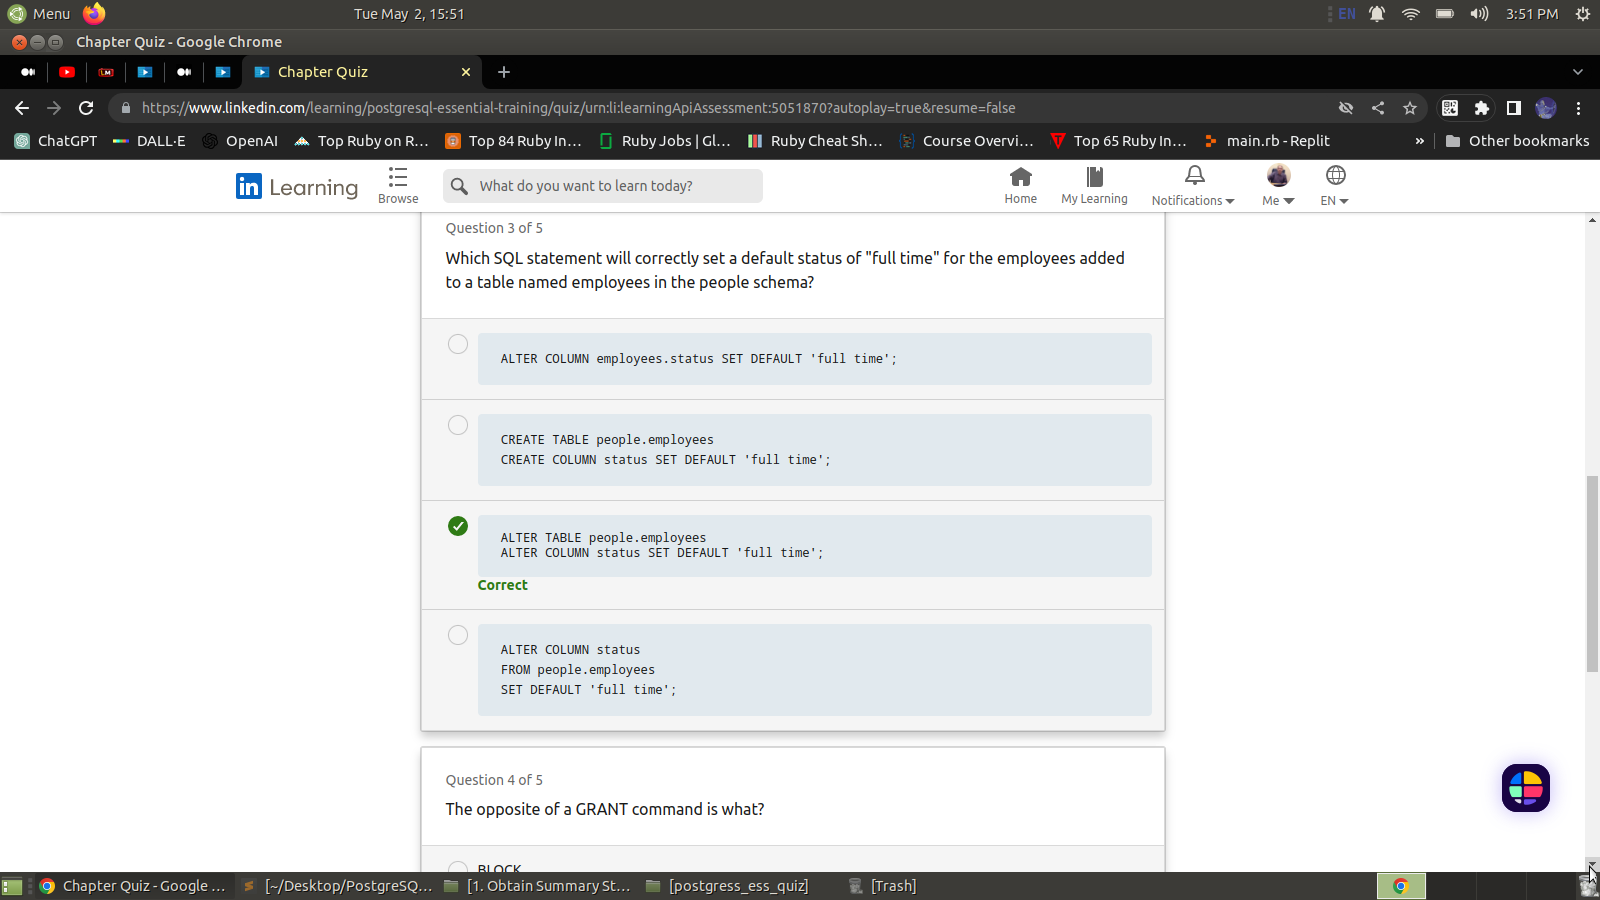 Menu
Tue May 2, 15:51
EN
3:51 PM
Chapter Quiz - Google Chrome
LM
Chapter Quiz
https://www.linkedin.com/learning/postgresql-essential-training/quiz/urn:li:learningApiAssessment:5051870?autoplay=true&resume=false
ChatGPT
DALL·E
OpenAI
Top Ruby on R...
Top 84 Ruby In...
Ruby Jobs | Gl...
Ruby Cheat Sh...
Course Overvi...
Top 65 Ruby In...
main.rb - Replit
»
Other bookmarks
in Learning
Browse
What do you want to learn today?
Home
My Learning
Notifications
Me
EN
Question 3 of 5
Which SQL statement will correctly set a default status of "full time" for the employees added
to a table named employees in the people schema?
ALTER COLUMN employees.status SET DEFAULT 'full time';
CREATE TABLE people.employees
CREATE COLUMN status SET DEFAULT 'full time';
ALTER TABLE people.employees
ALTER COLUMN status SET DEFAULT 'full time';
Correct
ALTER COLUMN status
FROM people.employees
SET DEFAULT 'full time';
Question 4 of 5
The opposite of a GRANT command is what?
BLOCK
Chapter Quiz - Google ...
[~/Desktop/PostgreSQ...
[1. Obtain Summary St...
[postgress_ess_quiz]
[Trash]